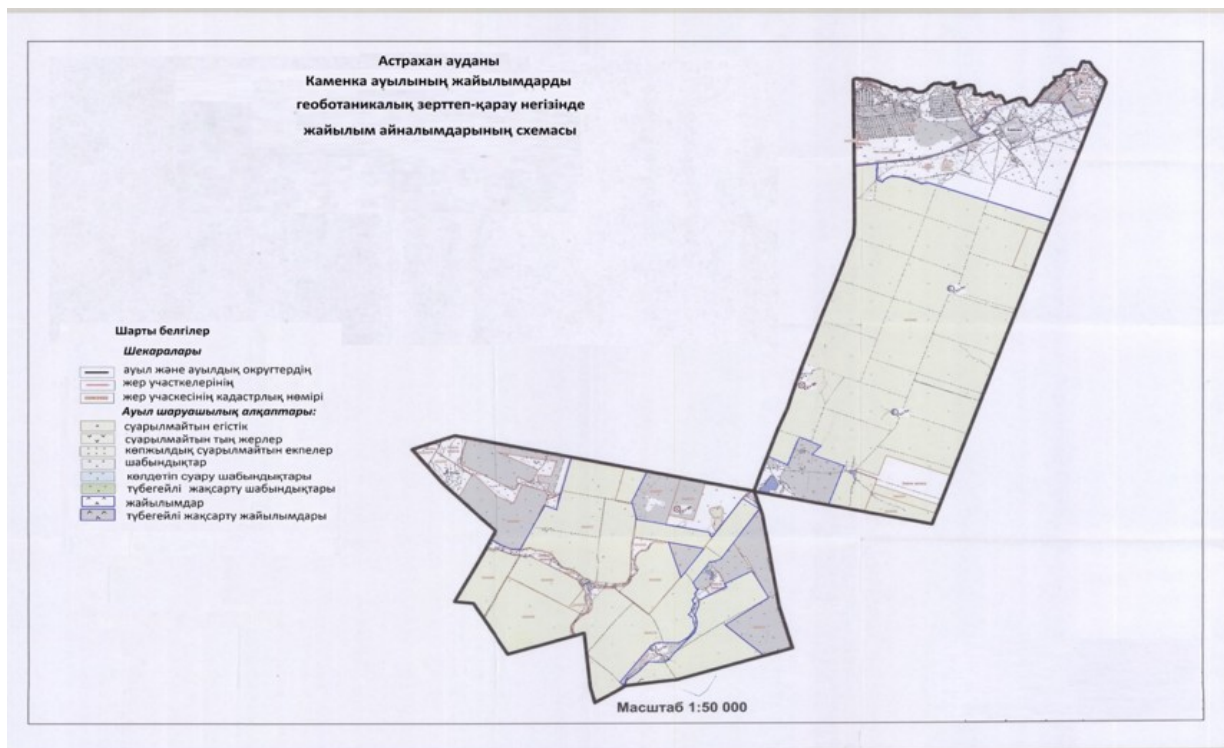 Астрахан ауданы
Каменка ауылының жайылымдарды
геоботаникалық зерттеп-қарау негізінде
жайылым айналымдарының схемасы
Шарты белгілер
Шекаралары
ауыл және ауылдық округтердің
жер участкелерінің
жер учаскесінің кадастрлық нөмірі
Ауыл шаруашылық алқаптары:
суарылмайтын егістік
суарылмайтын тың жерлер
көпжылдық суарылмайтын екпелер
шабындықтар
көлдетіп суару шабындықтары
түбегейлі жақсарту шабындықтары
жайылымдар
түбегейлі жақсарту жайылымдары
Масштаб 1:50 000